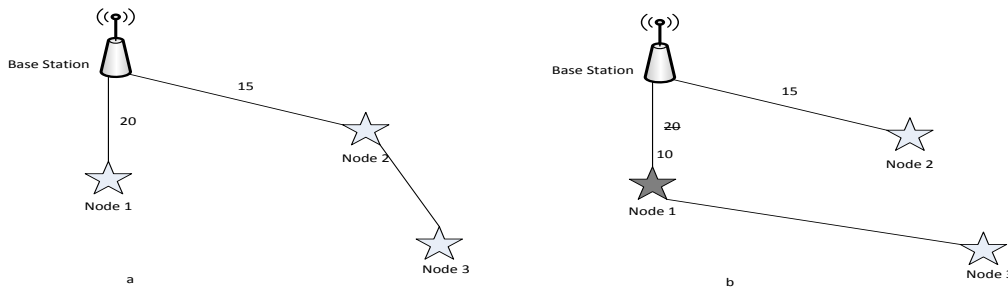 Base Station
15
20
Node 2
Node 1
Node 3
a
Base Station
15
20
10
Node 2
Node 1
Node 3
b